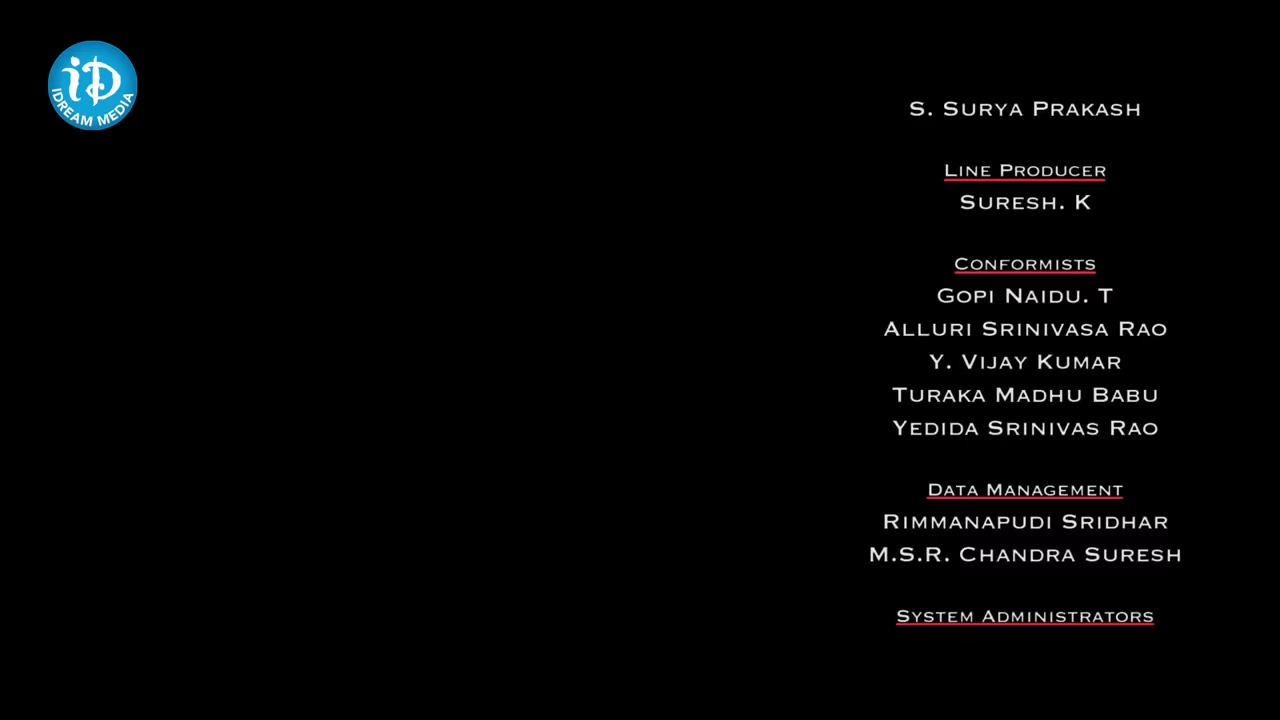 iD
IDREAM MEDIA
S. SURYA PRAKASH
LINE PRODUCER
SURESH. K
CONFORMISTS
GOPI NAIDU. T
ALLURI SRINIVASA RAO
Y. VIJAY KUMAR
TURAKA MADHU BABU
YEDIDA SRINIVAS RAO
DATA MANAGEMENT
RIMMANAPUDI SRIDHAR
M.S.R. CHANDRA SURESH
SYSTEM ADMINISTRATORS